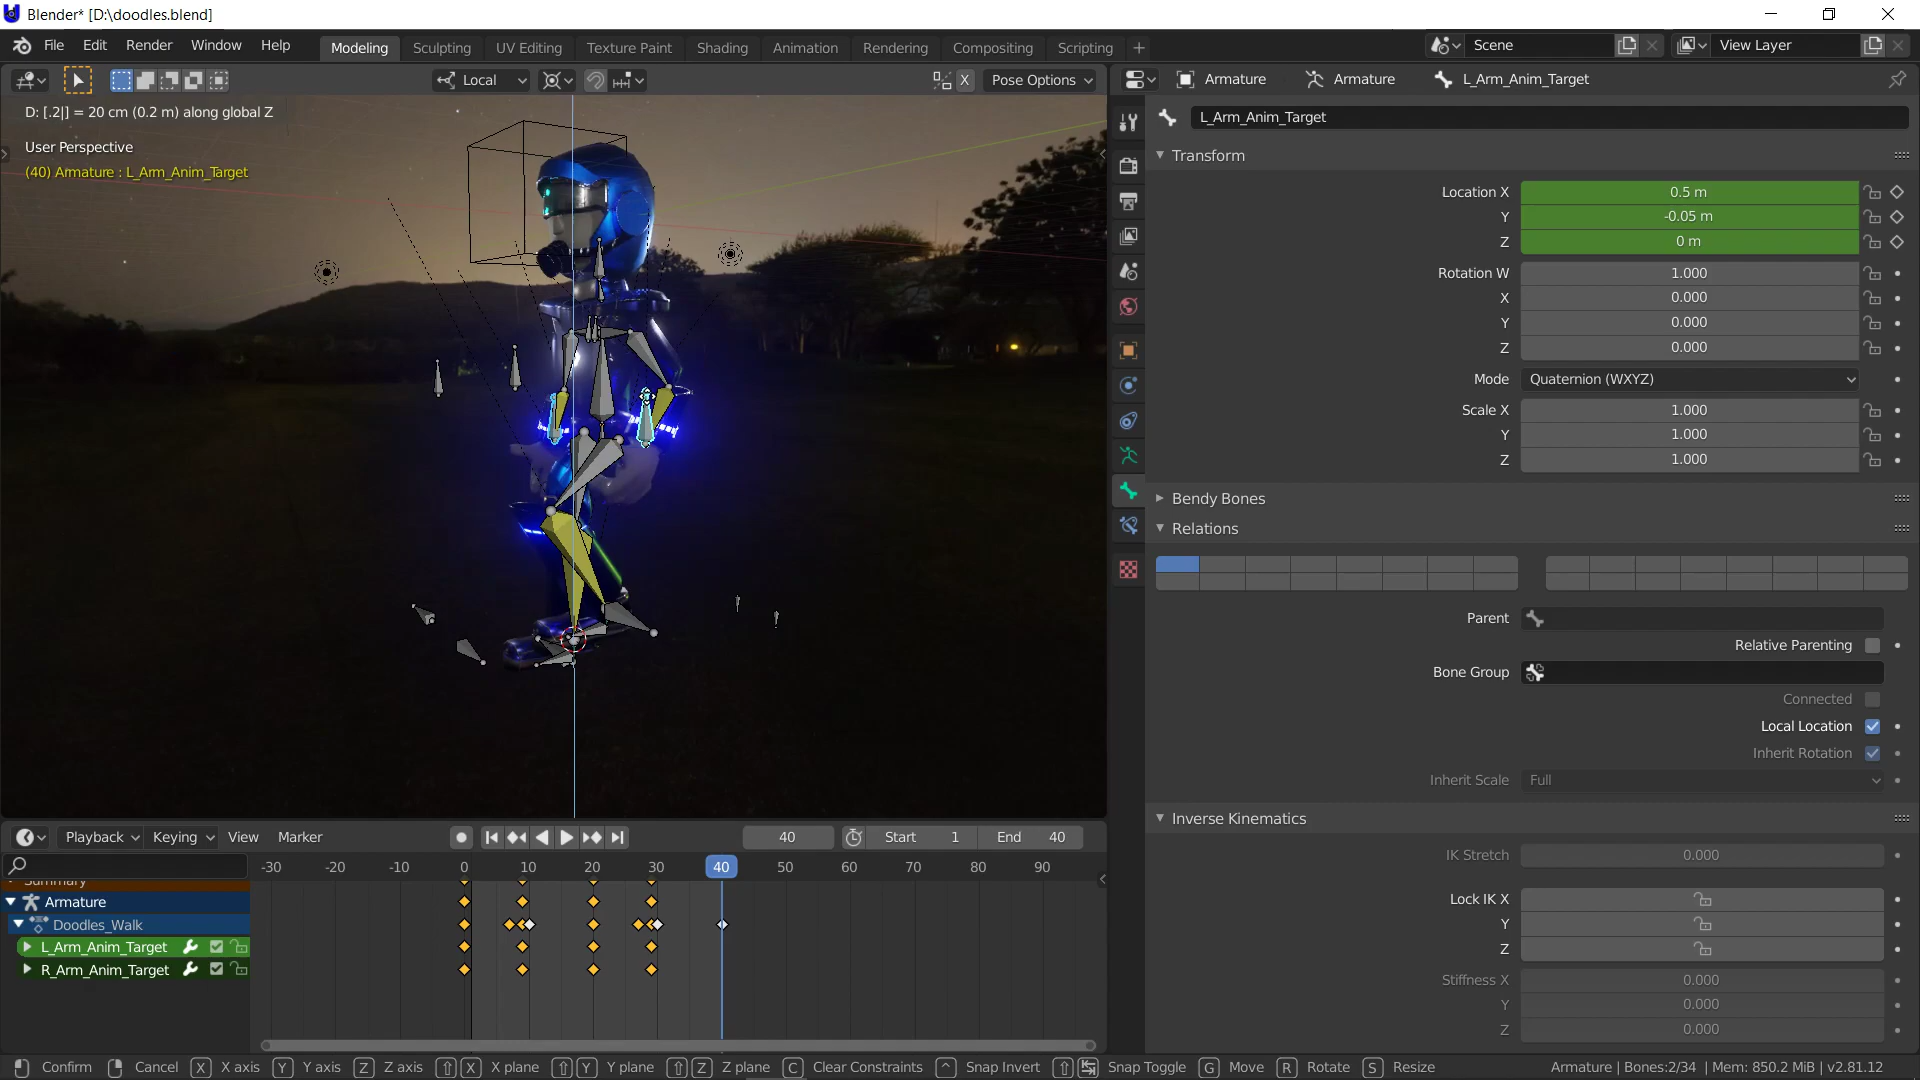 Blender* [D:\doodles.blend]
File Edit Render Window Help
Modeling Sculpting UV Editing Texture Paint Shading Animation Rendering Compositing Scripting +
Scene View Layer
Local X Pose Options
Armature Armature L_Arm_Anim_Target
D: [.2|] = 20 cm (0.2 m) along global Z
User Perspective
(40) Armature : L_Arm_Anim_Target
L_Arm_Anim_Target
Transform
Location X 0.5 m
Y -0.05 m
Z 0 m
Rotation W 1.000
X 0.000
Y 0.000
Z 0.000
Mode Quaternion (WXYZ)
Scale X 1.000
Y 1.000
Z 1.000
Bendy Bones
Relations
Parent
Relative Parenting
Bone Group
Connected
Local Location
Inherit Rotation
Inherit Scale Full
Inverse Kinematics
IK Stretch 0.000
Lock IK X
Y
Z
Stiffness X 0.000
Y 0.000
Z 0.000
Playback Keying View Marker 40 Start 1 End 40
-30 -20 -10 0 10 20 30 40 50 60 70 80 90
Summary
Armature
Doodles_Walk
L_Arm_Anim_Target
R_Arm_Anim_Target
Confirm Cancel X X axis Y Y axis Z Z axis X X plane Y Y plane Z Z plane C Clear Constraints ^ Snap Invert Snap Toggle G Move R Rotate S Resize Armature | Bones:2/34 | Mem: 850.2 MiB | v2.81.12